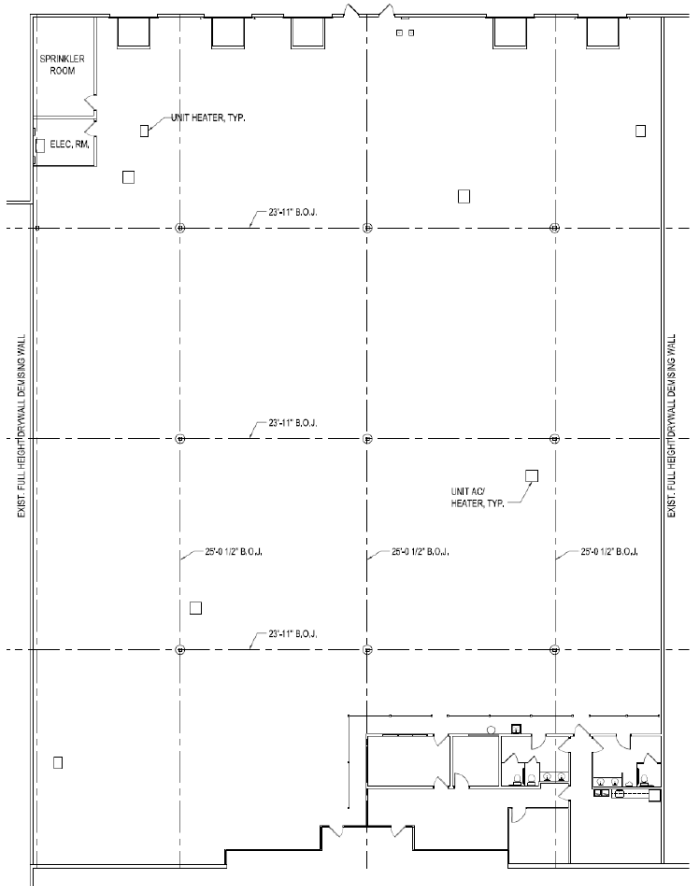 SPRINKLER
ROOM
UNIT HEATER, TYP.
ELEC. RM.
23'-11" B.O.J.
EXIST. FULL HEIGHT DRYWALL DEMISING WALL
EXIST. FULL HEIGHT DRYWALL DEMISING WALL
23'-11" B.O.J.
UNIT AC/
HEATER, TYP.
25'-0 1/2" B.O.J.
25'-0 1/2" B.O.J.
25'-0 1/2" B.O.J.
23'-11" B.O.J.